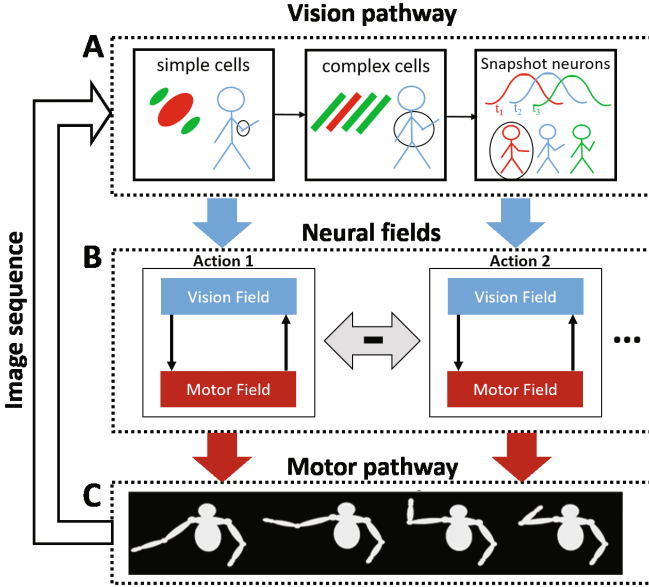 Vision pathway
A
simple cells
complex cells
Snapshot neurons
t1 t2 t3
Neural fields
B
Action 1
Action 2
Vision Field
Vision Field
-
...
Motor Field
Motor Field
Motor pathway
C
Image sequence